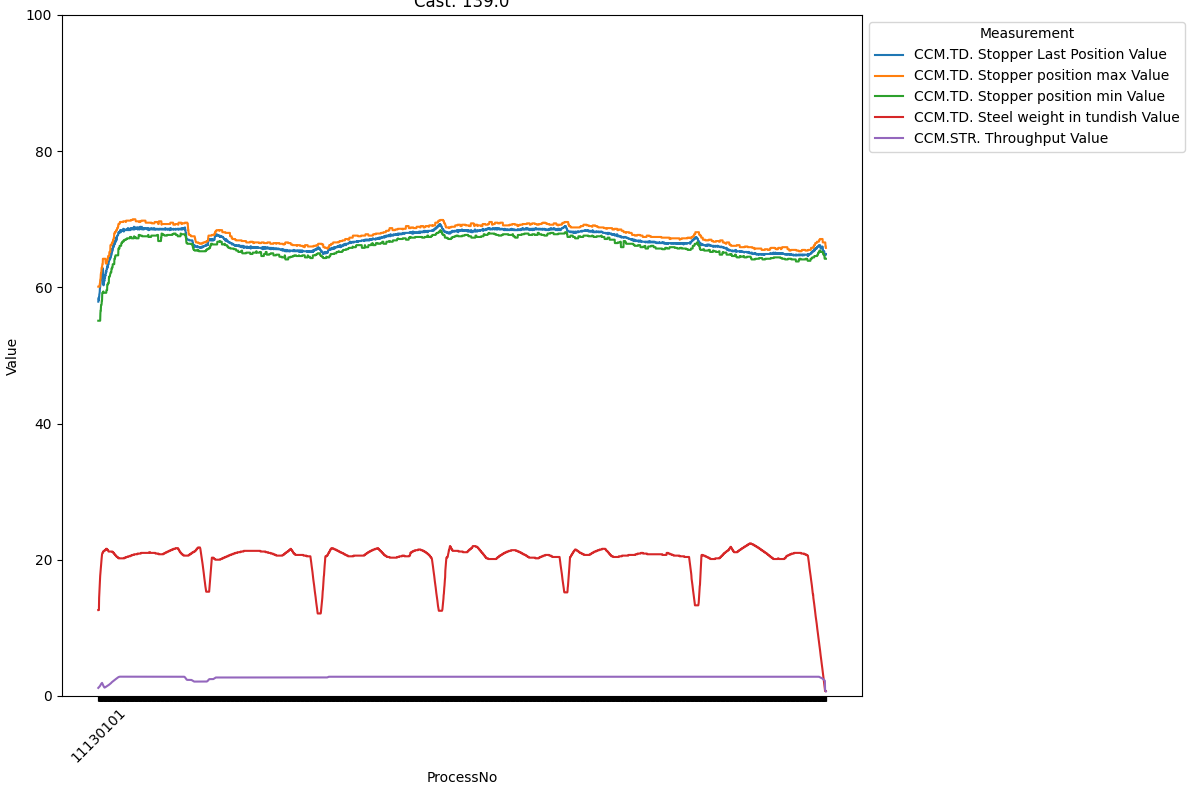 Cast: 139.0
100
80
60
40
20
0
Value
11130101
ProcessNo
Measurement
CCM.TD. Stopper Last Position Value
CCM.TD. Stopper position max Value
CCM.TD. Stopper position min Value
CCM.TD. Steel weight in tundish Value
CCM.STR. Throughput Value